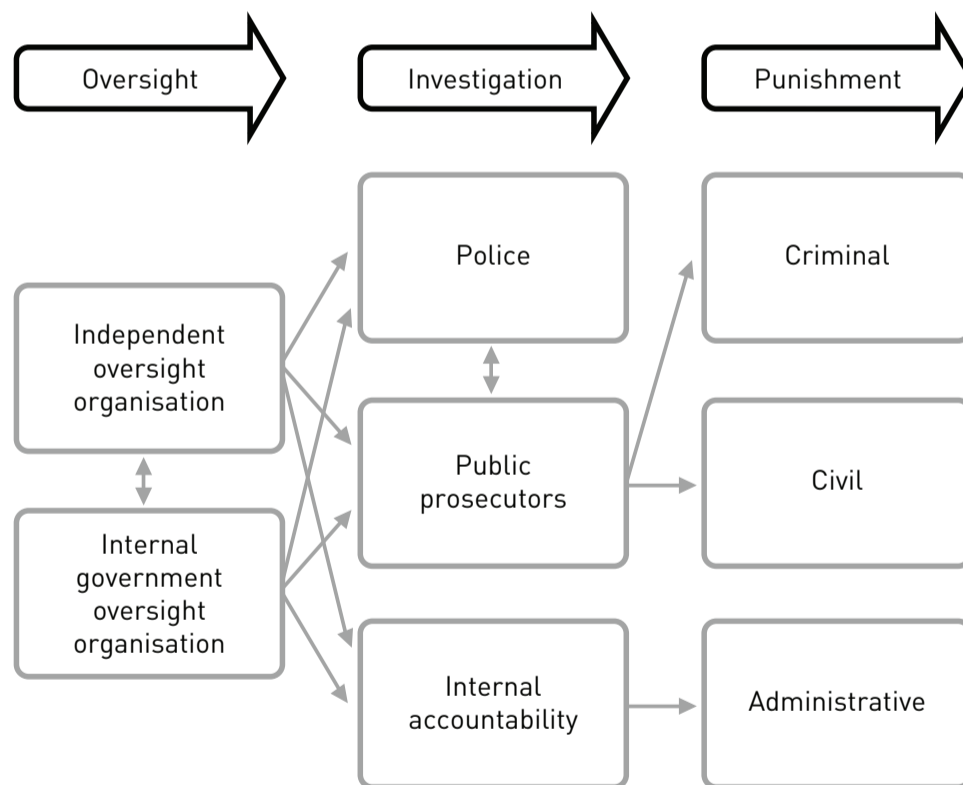 Oversight
Investigation
Punishment
Police
Criminal
Independent
oversight
organisation
Public
prosecutors
Civil
Internal
government
oversight
organisation
Internal
accountability
Administrative